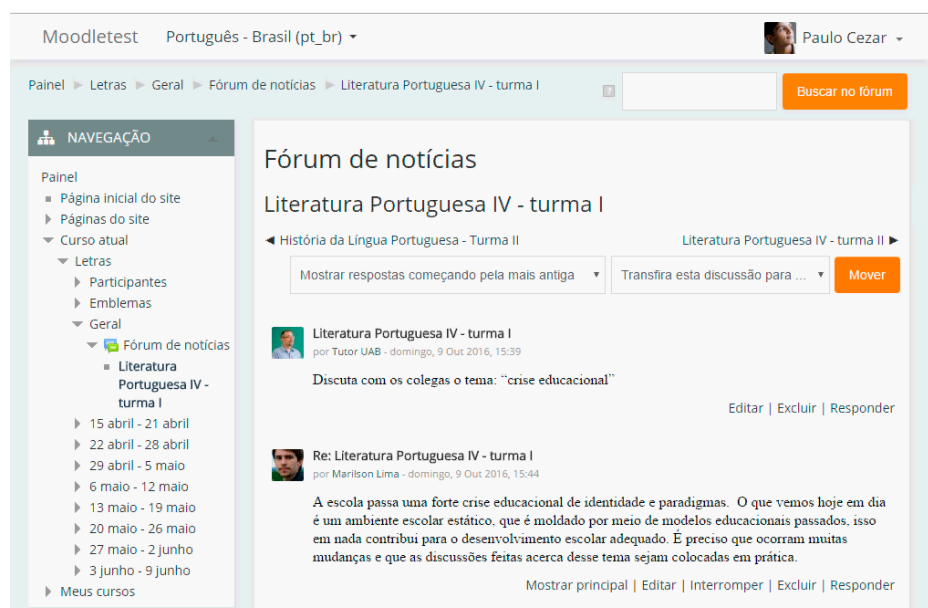 Moodletest Português - Brasil (pt_br)
Paulo Cezar
Painel Letras Geral Fórum de notícias Literatura Portuguesa IV - turma I
?
Buscar no fórum
NAVEGAÇÃO
Painel
Página inicial do site
Páginas do site
Curso atual
Letras
Participantes
Emblemas
Geral
Fórum de notícias
Literatura
Portuguesa IV -
turma I
15 abril - 21 abril
22 abril - 28 abril
29 abril - 5 maio
6 maio - 12 maio
13 maio - 19 maio
20 maio - 26 maio
27 maio - 2 junho
3 junho - 9 junho
Meus cursos
Fórum de notícias
Literatura Portuguesa IV - turma I
História da Língua Portuguesa - Turma II
Literatura Portuguesa IV - turma II
Mostrar respostas começando pela mais antiga
Transfira esta discussão para ...
Mover
Literatura Portuguesa IV - turma I
por Tutor UAB - domingo, 9 Out 2016, 15:39
Discuta com os colegas o tema: “crise educacional”
Editar | Excluir | Responder
Re: Literatura Portuguesa IV - turma I
por Marilson Lima - domingo, 9 Out 2016, 15:44
A escola passa uma forte crise educacional de identidade e paradigmas. O que vemos hoje em dia
é um ambiente escolar estático, que é moldado por meio de modelos educacionais passados, isso
em nada contribui para o desenvolvimento escolar adequado. É preciso que ocorram muitas
mudanças e que as discussões feitas acerca desse tema sejam colocadas em prática.
Mostrar principal | Editar | Interromper | Excluir | Responder